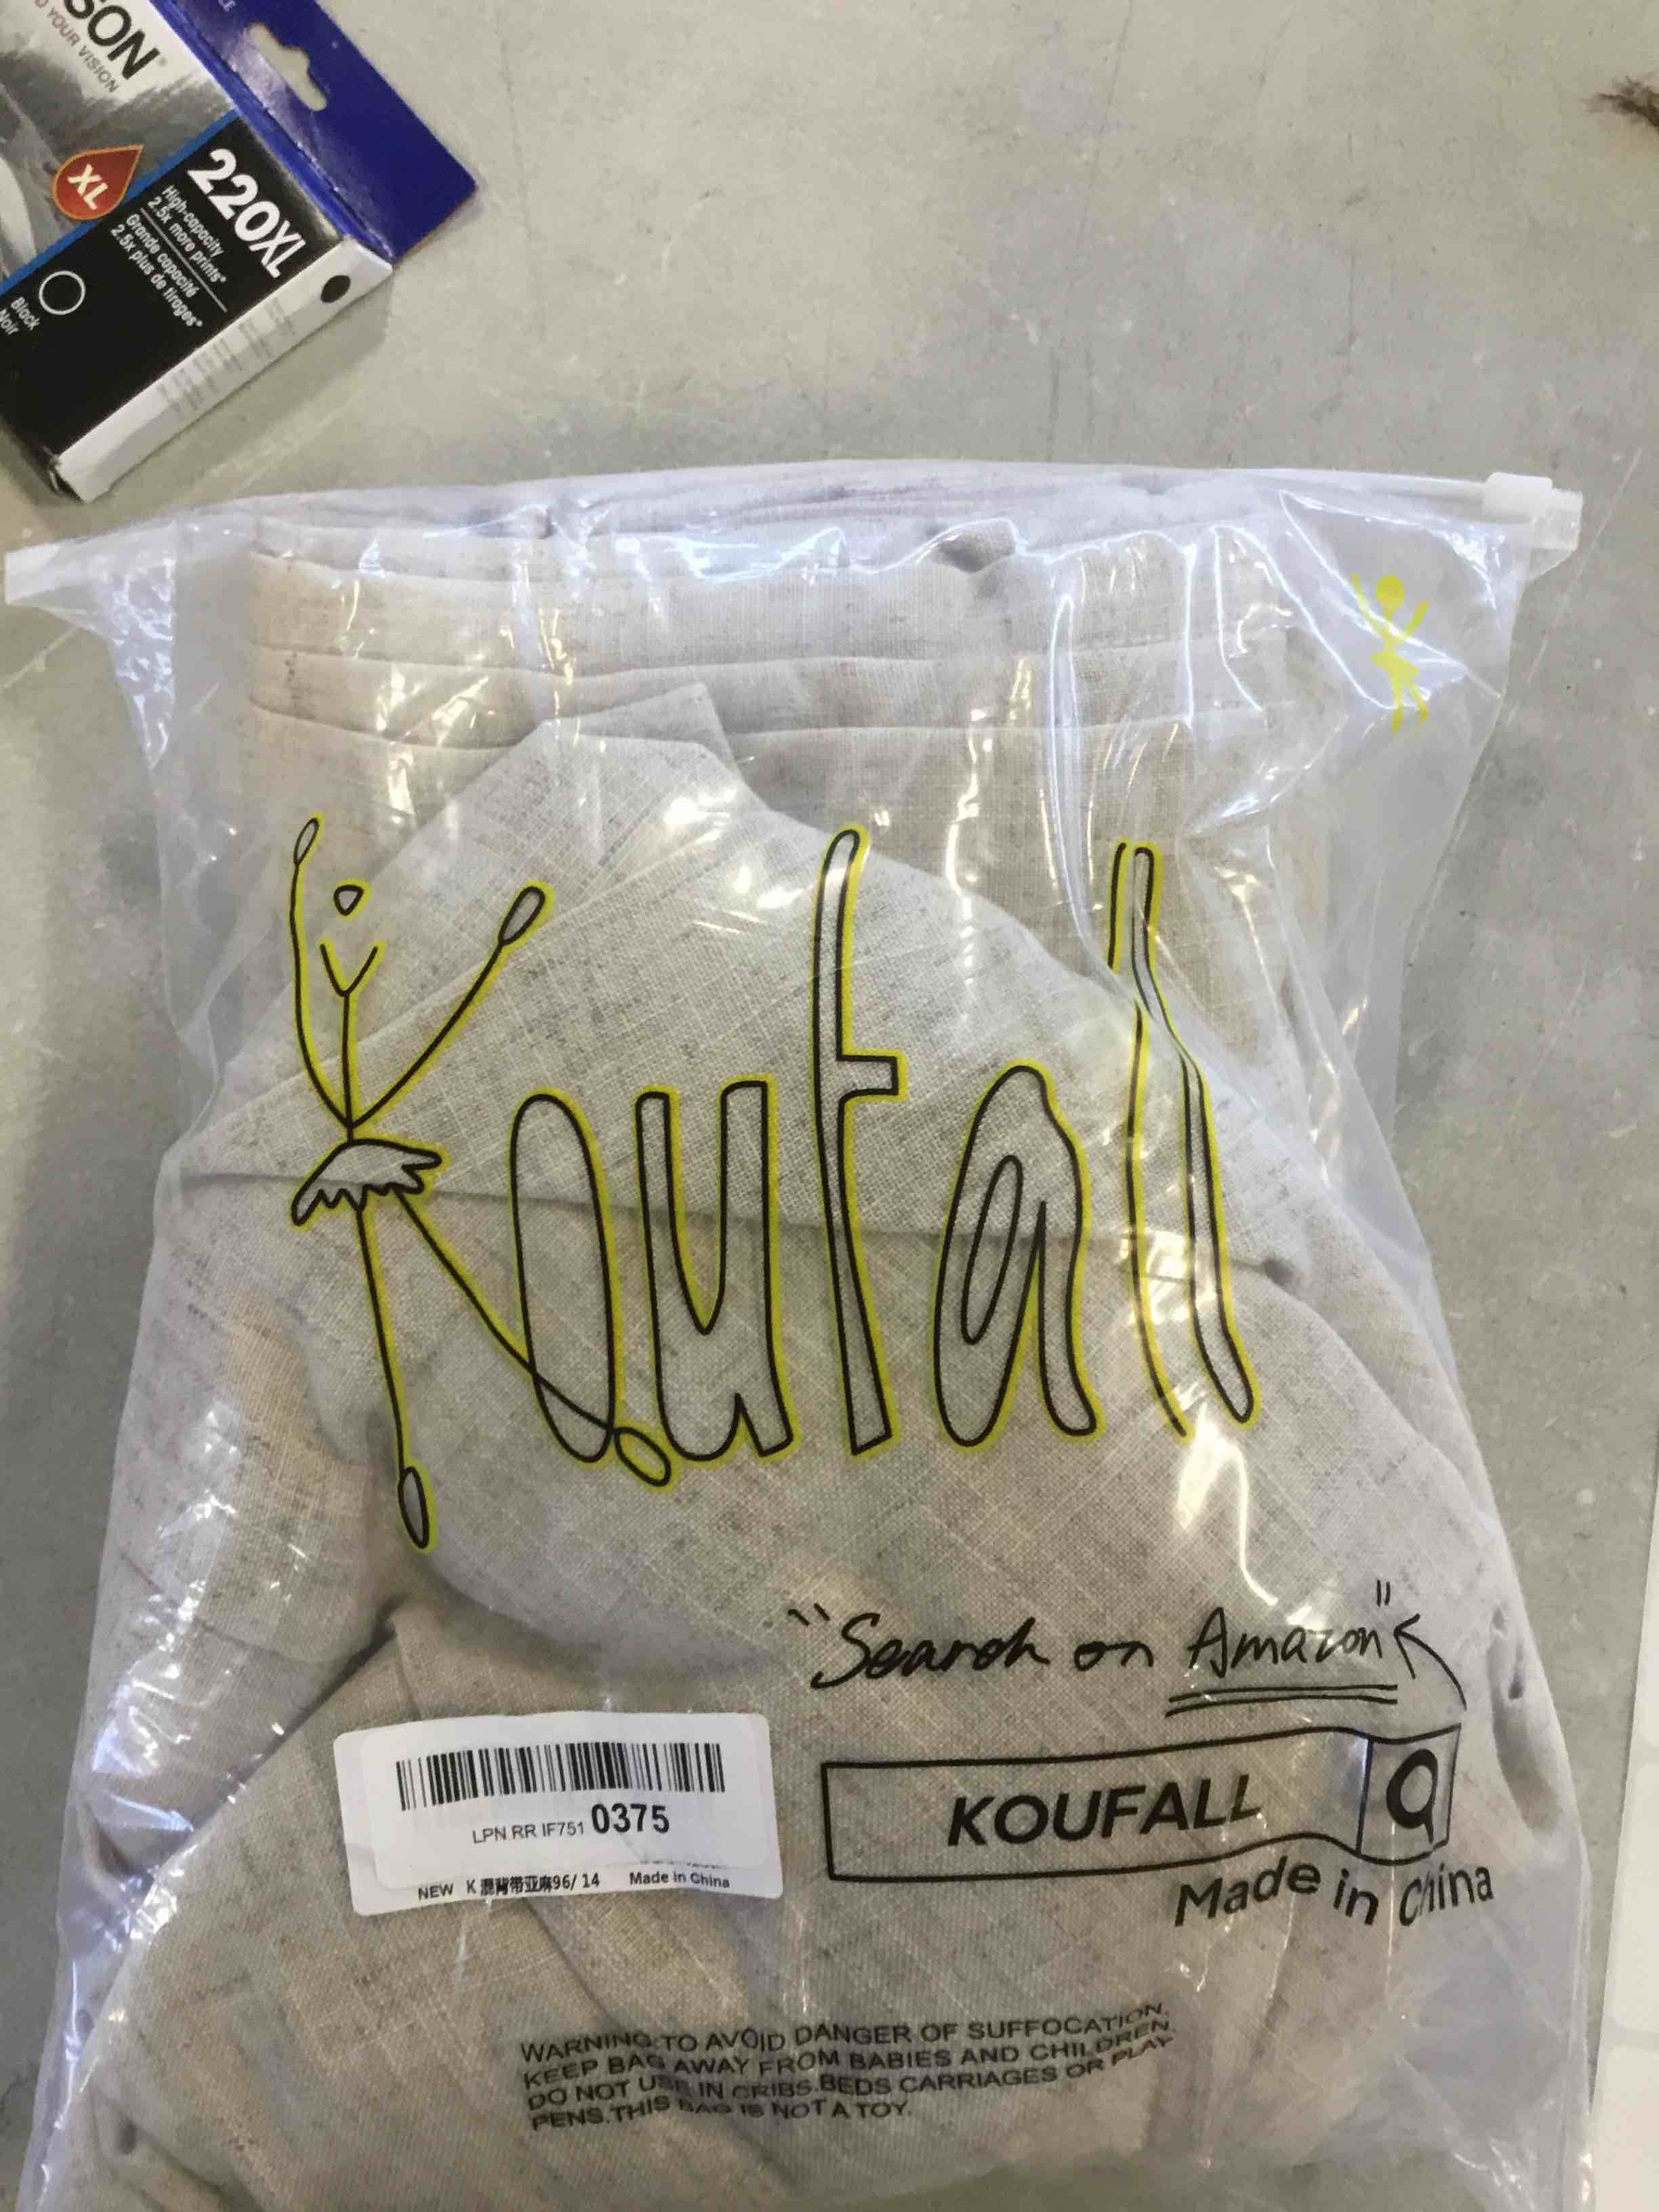 SON
YOUR VISION
XL
220XL
High-capacity
2.5x more prints*
Grande capacité
2.5x plus de tirages*
Black
Noir
Koufall
"Search on Amazon"
KOUFALL
Made in China
LPN RR IF751 0375
NEW K 混背带亚麻96/ 14 Made in China
WARNING:TO AVOID DANGER OF SUFFOCATION,
KEEP BAG AWAY FROM BABIES AND CHILDREN.
DO NOT USE IN CRIBS.BEDS CARRIAGES OR PLAY
PENS.THIS BAG IS NOT A TOY.